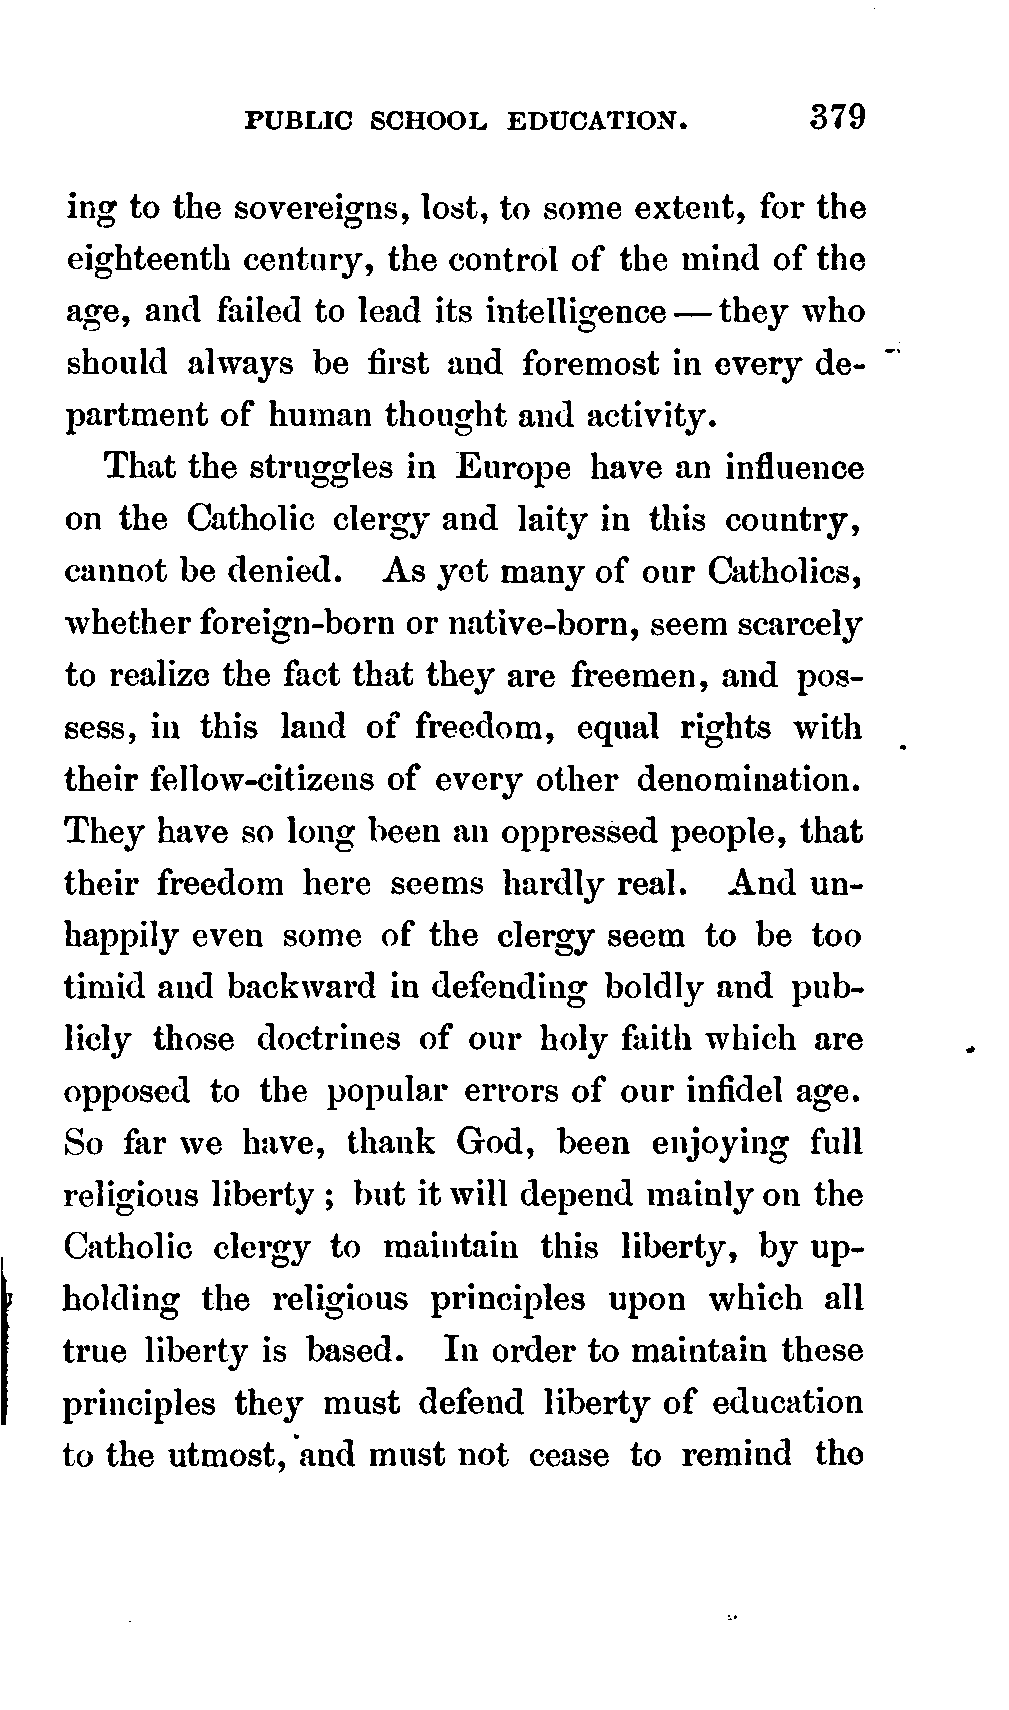 PUBLIC SCHOOL EDUCATION. 379
ing to the sovereigns, lost, to some extent, for the
eighteenth century, the control of the mind of the
age, and failed to lead its intelligence — they who
should always be first and foremost in every de-
partment of human thought and activity.
That the struggles in Europe have an influence
on the Catholic clergy and laity in this country,
cannot be denied. As yet many of our Catholics,
whether foreign-born or native-born, seem scarcely
to realize the fact that they are freemen, and pos-
sess, in this land of freedom, equal rights with
their fellow-citizens of every other denomination.
They have so long been an oppressed people, that
their freedom here seems hardly real. And un-
happily even some of the clergy seem to be too
timid and backward in defending boldly and pub-
licly those doctrines of our holy faith which are
opposed to the popular errors of our infidel age.
So far we have, thank God, been enjoying full
religious liberty ; but it will depend mainly on the
Catholic clergy to maintain this liberty, by up-
holding the religious principles upon which all
true liberty is based. In order to maintain these
principles they must defend liberty of education
to the utmost, and must not cease to remind the